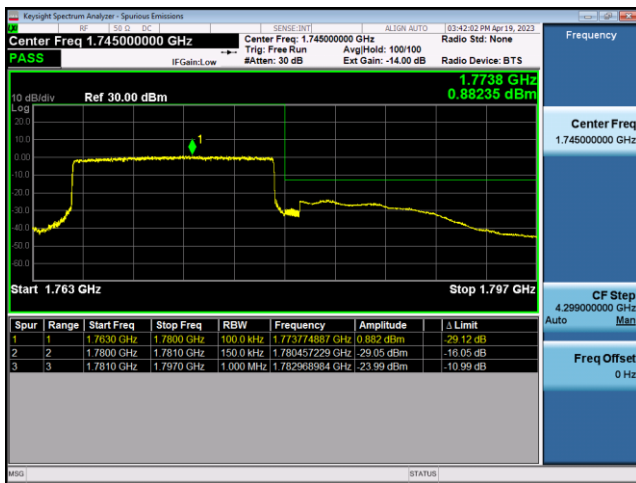 Keysight Spectrum Analyzer - Spurious Emissions
RF 50 Ω DC SENSE:INT ALIGN AUTO 03:42:02 PM Apr 19, 2023
Center Freq 1.745000000 GHz
Center Freq: 1.745000000 GHz Radio Std: None
Trig: Free Run Avg|Hold: 100/100
PASS IFGain:Low #Atten: 30 dB Ext Gain: -14.00 dB Radio Device: BTS
1.7738 GHz
10 dB/div Ref 30.00 dBm 0.88235 dBm
Log
20.0
10.0
0.00
1
-10.0
-20.0
-30.0
-40.0
-50.0
-60.0
Start 1.763 GHz Stop 1.797 GHz
Spur Range Start Freq Stop Freq RBW Frequency Amplitude Δ Limit
1 1 1.7630 GHz 1.7800 GHz 100.0 kHz 1.773774887 GHz 0.882 dBm -29.12 dB
2 2 1.7800 GHz 1.7810 GHz 150.0 kHz 1.780457229 GHz -29.05 dBm -16.05 dB
3 3 1.7810 GHz 1.7970 GHz 1.000 MHz 1.782968984 GHz -23.99 dBm -10.99 dB
MSG STATUS
Frequency
Center Freq
1.745000000 GHz
CF Step
4.299000000 GHz
Auto Man
Freq Offset
0 Hz